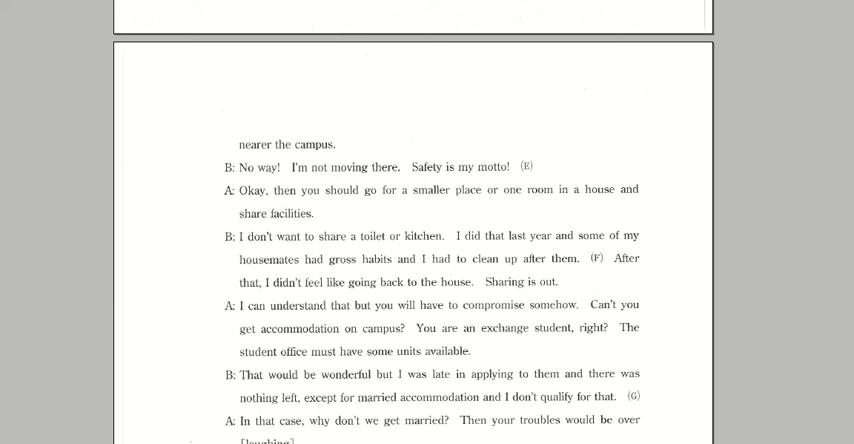 nearer the campus.
B: No way! I'm not moving there. Safety is my motto! (E)
A: Okay, then you should go for a smaller place or one room in a house and
share facilities.
B: I don't want to share a toilet or kitchen. I did that last year and some of my
housemates had gross habits and I had to clean up after them. (F) After
that, I didn't feel like going back to the house. Sharing is out.
A: I can understand that but you will have to compromise somehow. Can't you
get accommodation on campus? You are an exchange student, right? The
student office must have some units available.
B: That would be wonderful but I was late in applying to them and there was
nothing left, except for married accommodation and I don't qualify for that. (G)
A: In that case, why don't we get married? Then your troubles would be over
[laughing]